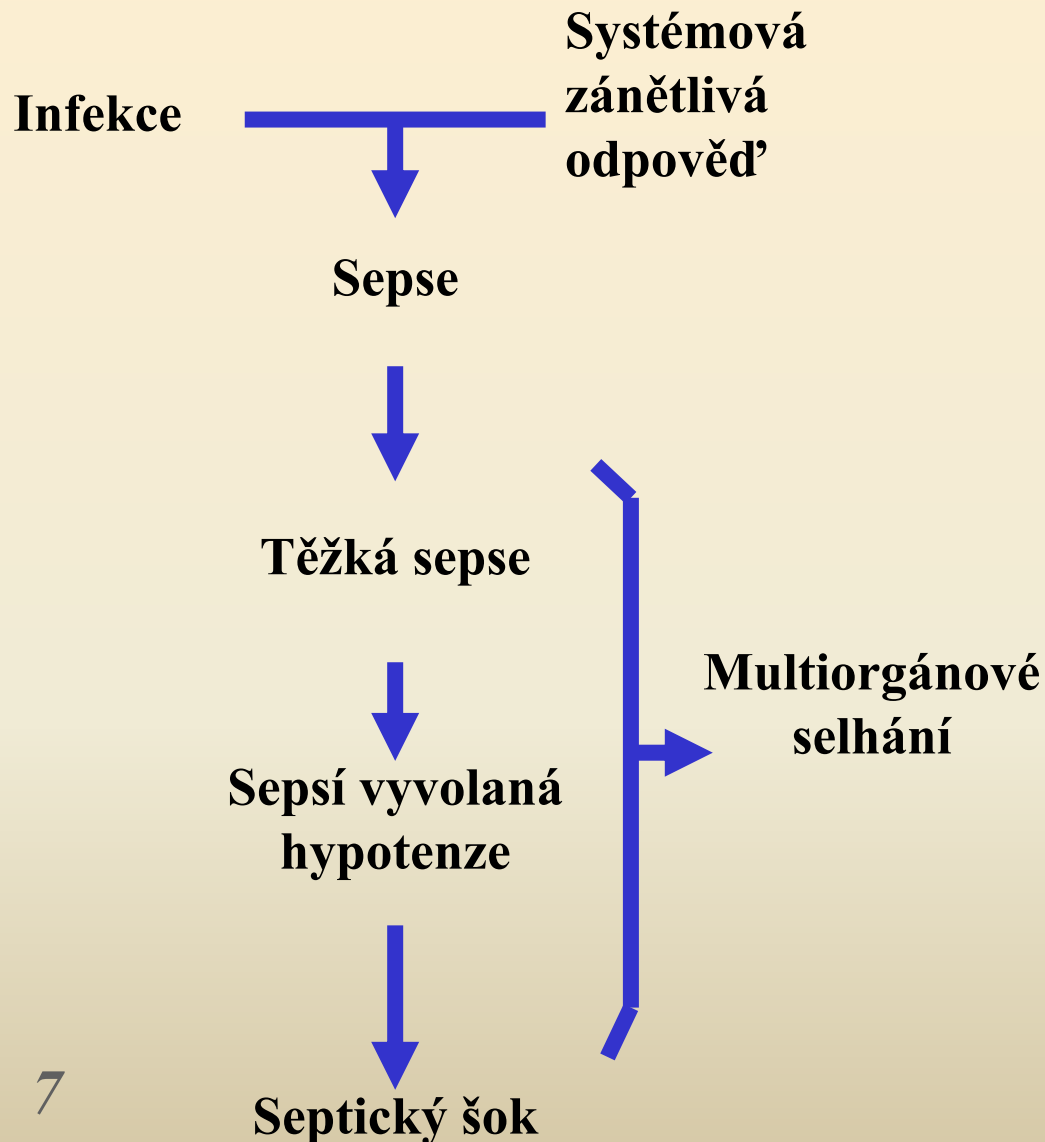 Infekce
Systémová
zánětlivá
odpověď
Sepse
Těžká sepse
Multiorgánové
selhání
Sepsí vyvolaná
hypotenze
Septický šok
7